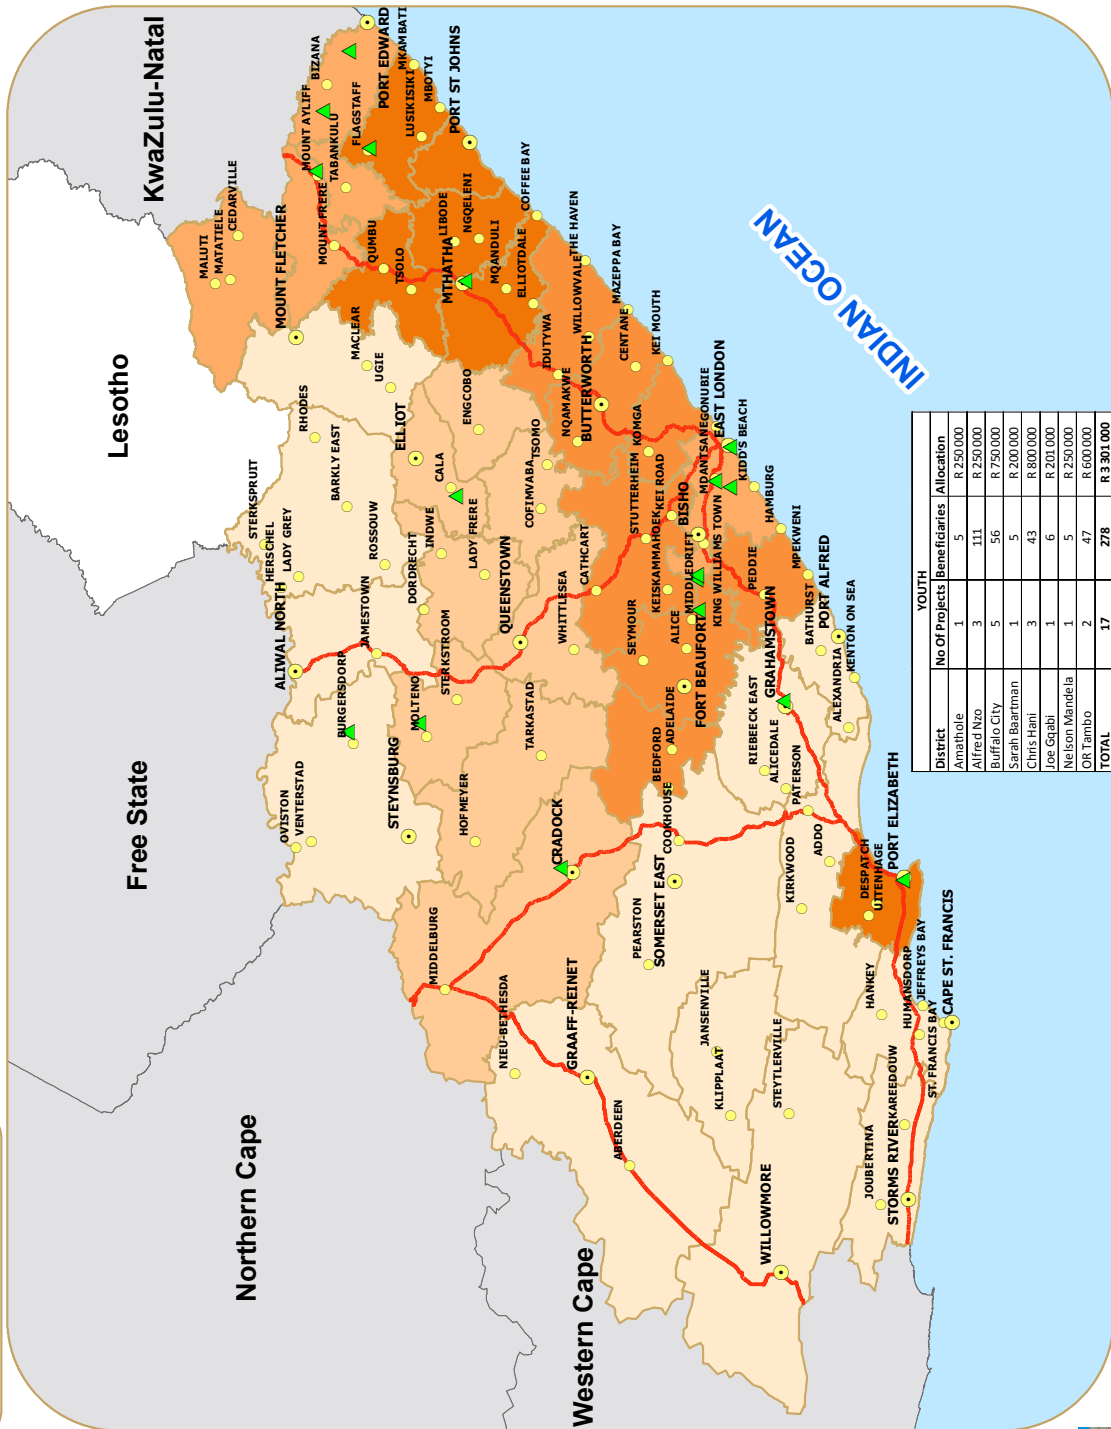 KwaZulu-Natal
Lesotho
Free State
Northern Cape
Western Cape
INDIAN OCEAN
BIZANA
PORT EDWARD
MKAMBATI
MOUNT AYLIFF
FLAGSTAFF
LUSIKISIKI
MBOTYI
TABANKULU
PORT ST JOHNS
MOUNT FRERE
CEDARVILLE
MATATIELE
MALUTI
MOUNT FLETCHER
QUMBU
TSOLO
LIBODE
NGQELENI
MTHATHA
MQANDULI
COFFEE BAY
ELLIOTDALE
THE HAVEN
WILLOWVALE
MAZEPPA BAY
IDUTYWA
CENTANE
KEI MOUTH
NQAMAKWE
BUTTERWORTH
MACLEAR
UGIE
RHODES
ELLIOT
ENGCOBO
BARKLY EAST
CALA
TSOMO
COFIMVABA
STERKSPRUIT
HERSCHEL
LADY GREY
ROSSOUW
INDWE
LADY FRERE
DORDRECHT
ALIWAL NORTH
JAMESTOWN
QUEENSTOWN
WHITTLESEA
CATHCART
STERKSTROOM
BURGERSDORP
MOLTENO
TARKASTAD
OVISTON
VENTERSTAD
STEYNSBURG
HOFMEYER
CRADOCK
MIDDELBURG
KOMGA
STUTTERHEIM
KEI ROAD
GONUBIE
MDANTSANE
EAST LONDON
KIDD'S BEACH
BISHO
KEISKAMMAHOEK
KING WILLIAMS TOWN
MIDDLEDRIFT
HAMBURG
SEYMOUR
ALICE
PEDDIE
MPEKWENI
FORT BEAUFORT
ADELAIDE
BEDFORD
GRAHAMSTOWN
BATHURST
PORT ALFRED
KENTON ON SEA
RIEBEECK EAST
ALICEDALE
ALEXANDRIA
PATERSON
COOKHOUSE
SOMERSET EAST
PEARSTON
ADDO
KIRKWOOD
PORT ELIZABETH
DESPATCH
UITENHAGE
NIEU-BETHESDA
GRAAFF-REINET
JANSENVILLE
KLIPPLAAT
STEYTLERVILLE
ABERDEEN
WILLOWMORE
HANKEY
HUMANSDORP
JEFFREYS BAY
CAPE ST. FRANCIS
ST. FRANCIS BAY
KAREEDOUW
STORMS RIVER
JOUBERTINA
YOUTH
District No Of Projects Beneficiaries Allocation
Amathole 1 5 R 250 000
Alfred Nzo 3 111 R 250 000
Buffalo City 5 56 R 750 000
Sarah Baartman 1 5 R 200 000
Chris Hani 3 43 R 800 000
Joe Gqabi 1 6 R 201 000
Nelson Mandela 1 5 R 250 000
OR Tambo 2 47 R 600 000
TOTAL 17 278 R 3 301 000